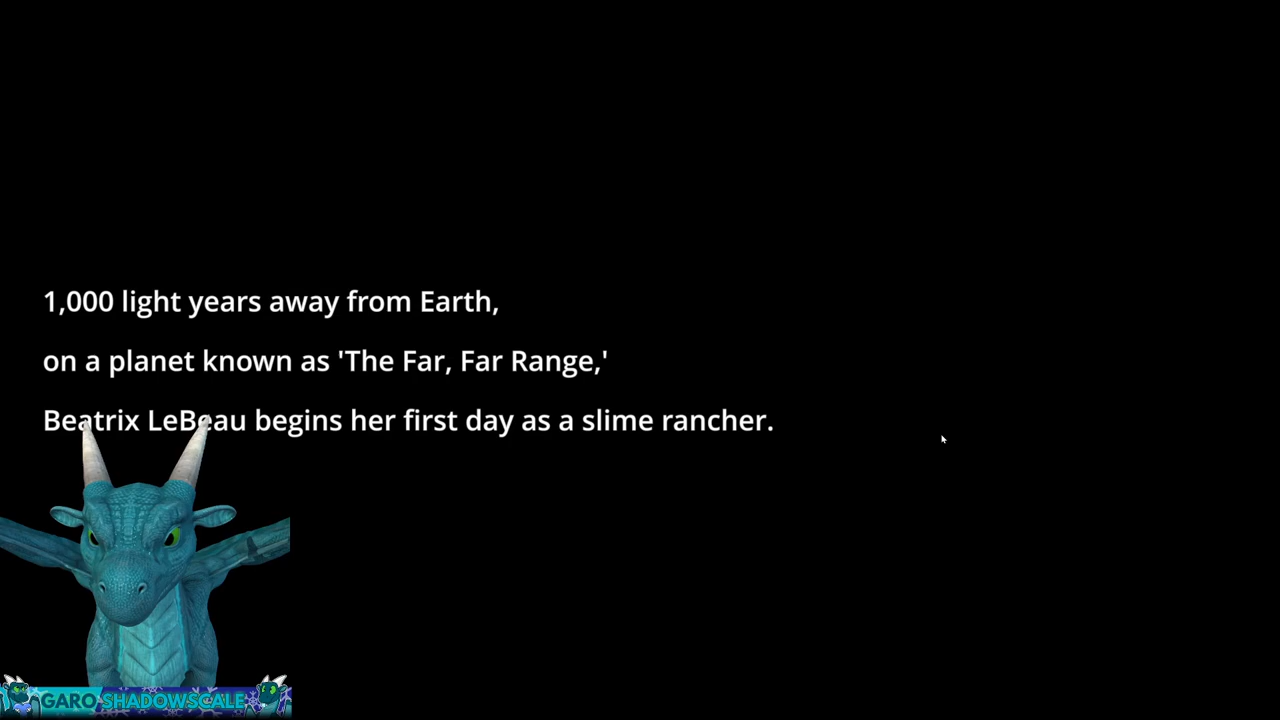 1,000 light years away from Earth,
on a planet known as 'The Far, Far Range,'
Beatrix LeBeau begins her first day as a slime rancher.
GARO SHADOWSCALE